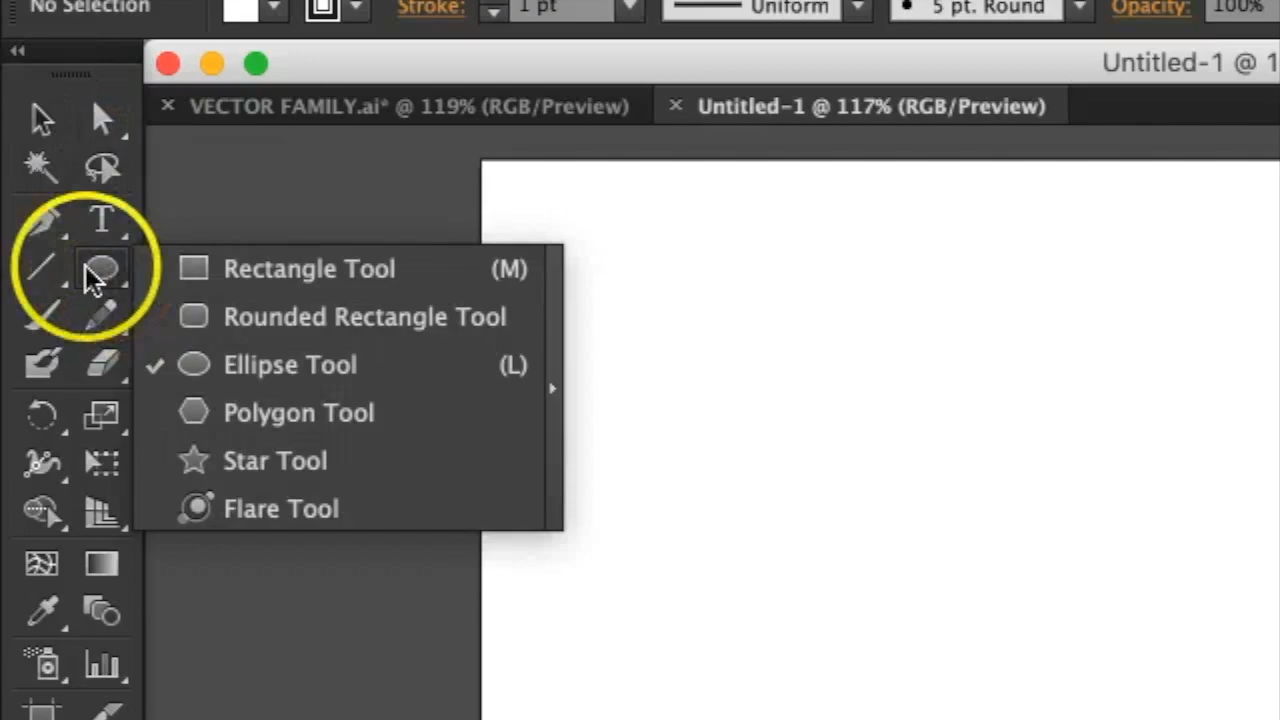 No Selection Stroke: 1 pt Uniform 5 pt. Round Opacity: 100%
Untitled-1 @ 1
VECTOR FAMILY.ai* @ 119% (RGB/Preview) Untitled-1 @ 117% (RGB/Preview)
T
Rectangle Tool (M)
Rounded Rectangle Tool
Ellipse Tool (L)
Polygon Tool
Star Tool
Flare Tool